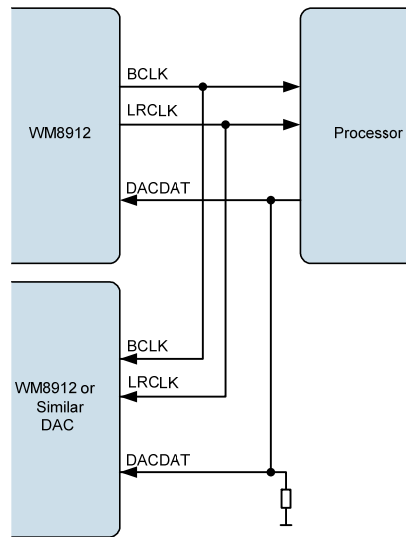 BCLK
LRCLK
WM8912
Processor
DACDAT
BCLK
LRCLK
WM8912 or
Similar
DAC
DACDAT